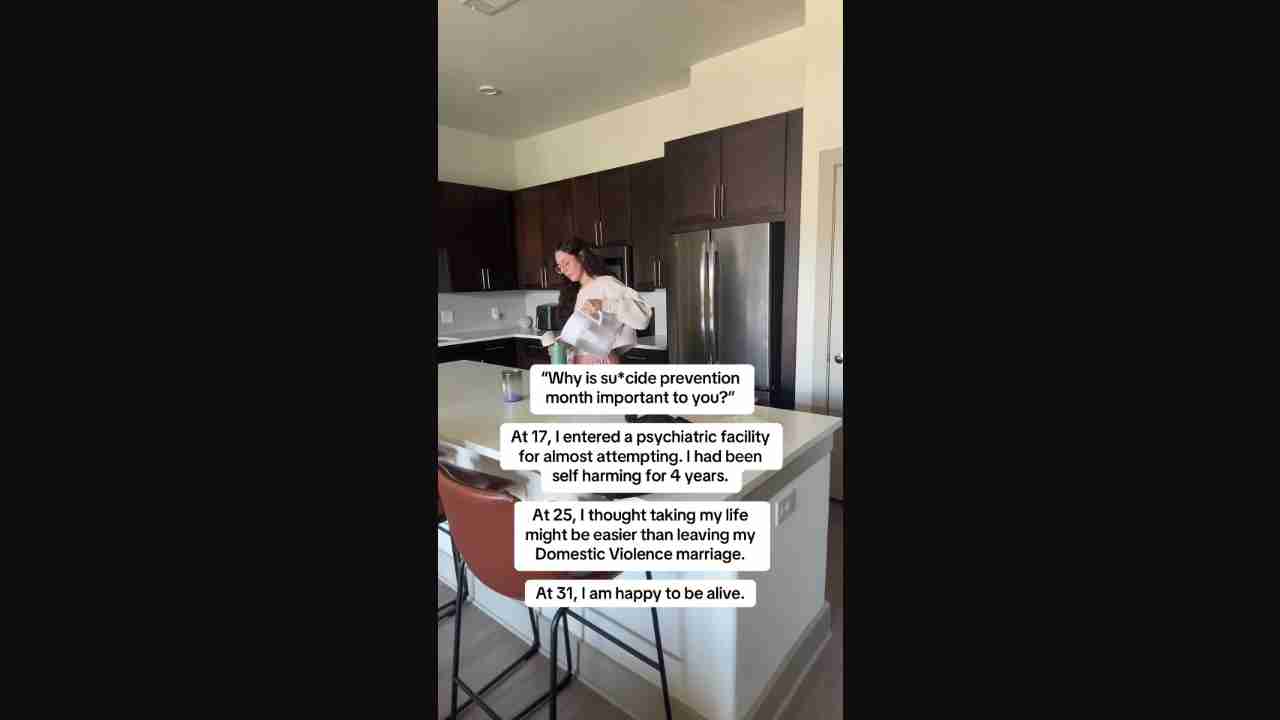 "Why is su*cide prevention
month important to you?"
At 17, I entered a psychiatric facility
for almost attempting. I had been
self harming for 4 years.
At 25, I thought taking my life
might be easier than leaving my
Domestic Violence marriage.
At 31, I am happy to be alive.